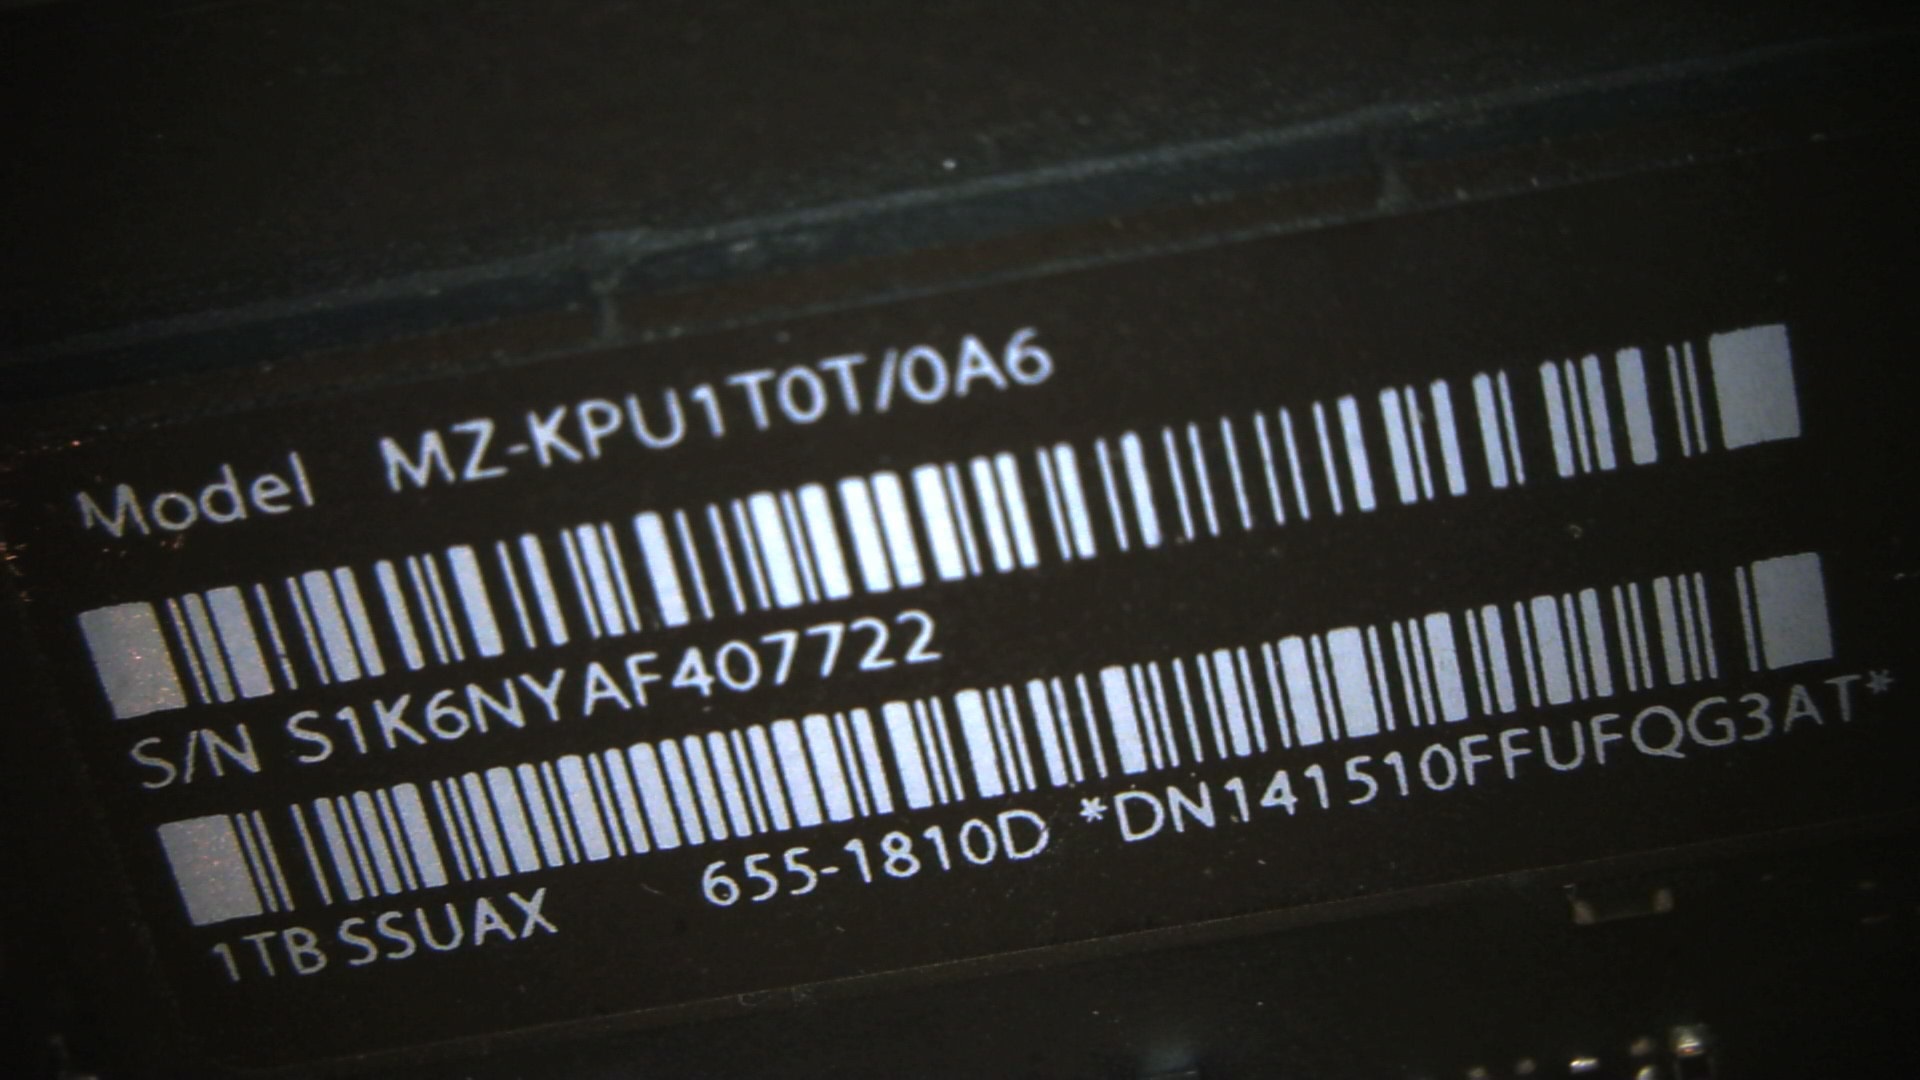 Model MZ-KPU1T0T/0A6
S/N S1K6NYAF407722
1TB SSUAX 655-1810D *DN141510FFUFQG3AT*